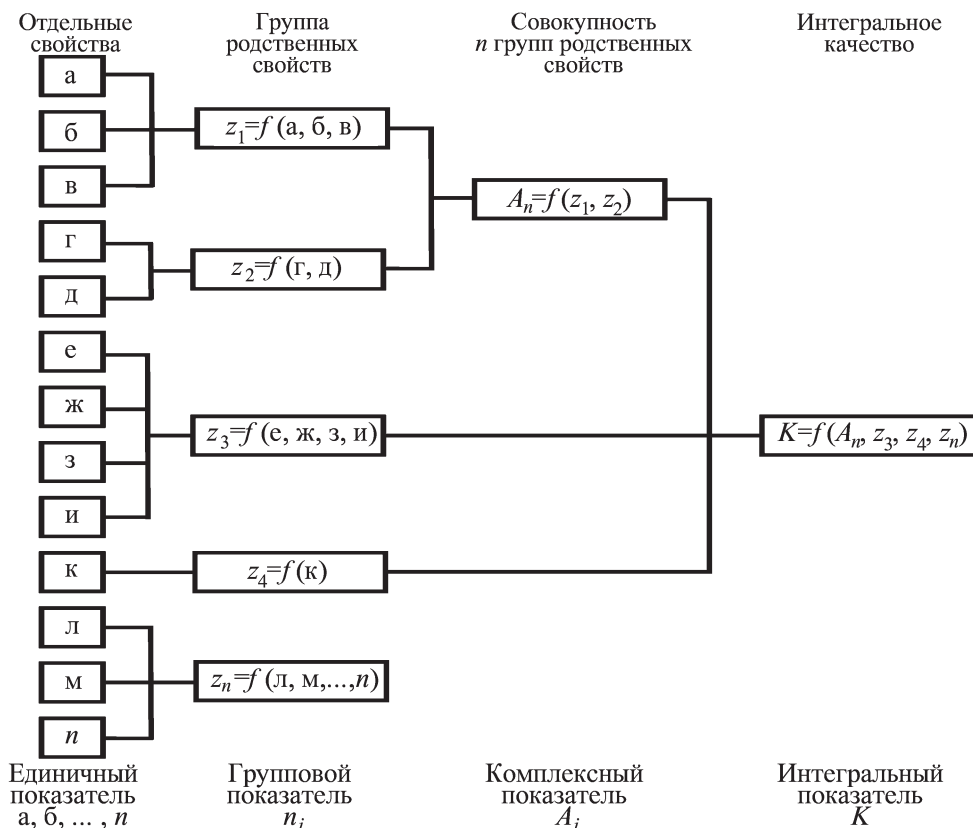 Отдельные
свойства
Группа
родственных
свойств
Совокупность
n групп родственных
свойств
Интегральное
качество
а
б
в
г
д
е
ж
з
и
к
л
м
n
z₁=f (а, б, в)
z₂=f (г, д)
z₃=f (е, ж, з, и)
z₄=f (к)
zₙ=f (л, м,...,n)
Aₙ=f(z₁, z₂)
K=f(Aₙ, z₃, z₄, zₙ)
Единичный
показатель
а, б, ... , n
Групповой
показатель
nᵢ
Комплексный
показатель
Aᵢ
Интегральный
показатель
K